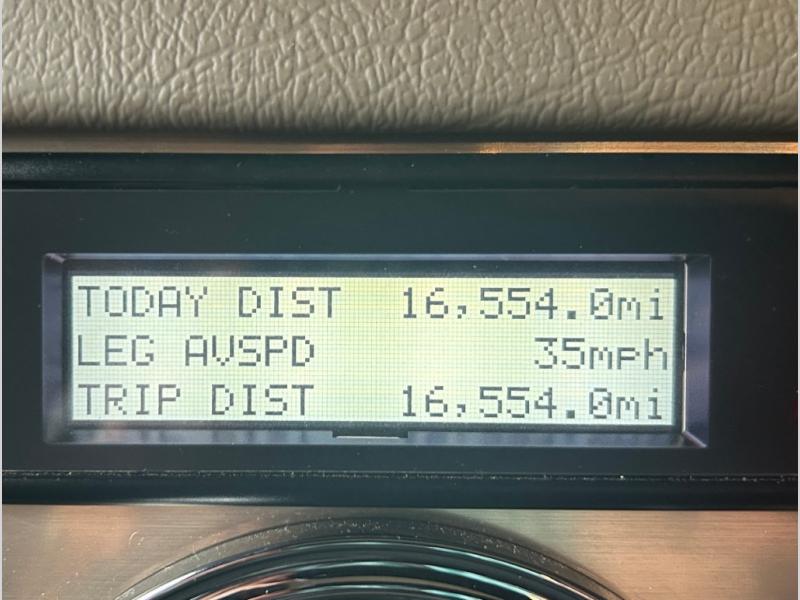 TODAY DIST 16,554.0mi
LEG AVSPD 35mph
TRIP DIST 16,554.0mi